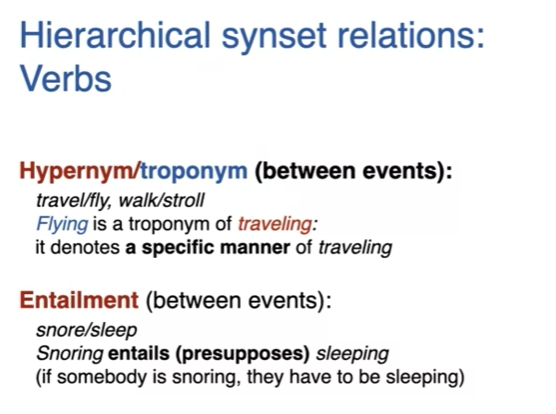 Hierarchical synset relations:
Verbs
Hypernym/troponym (between events):
travel/fly, walk/stroll
Flying is a troponym of traveling:
it denotes a specific manner of traveling
Entailment (between events):
snore/sleep
Snoring entails (presupposes) sleeping
(if somebody is snoring, they have to be sleeping)